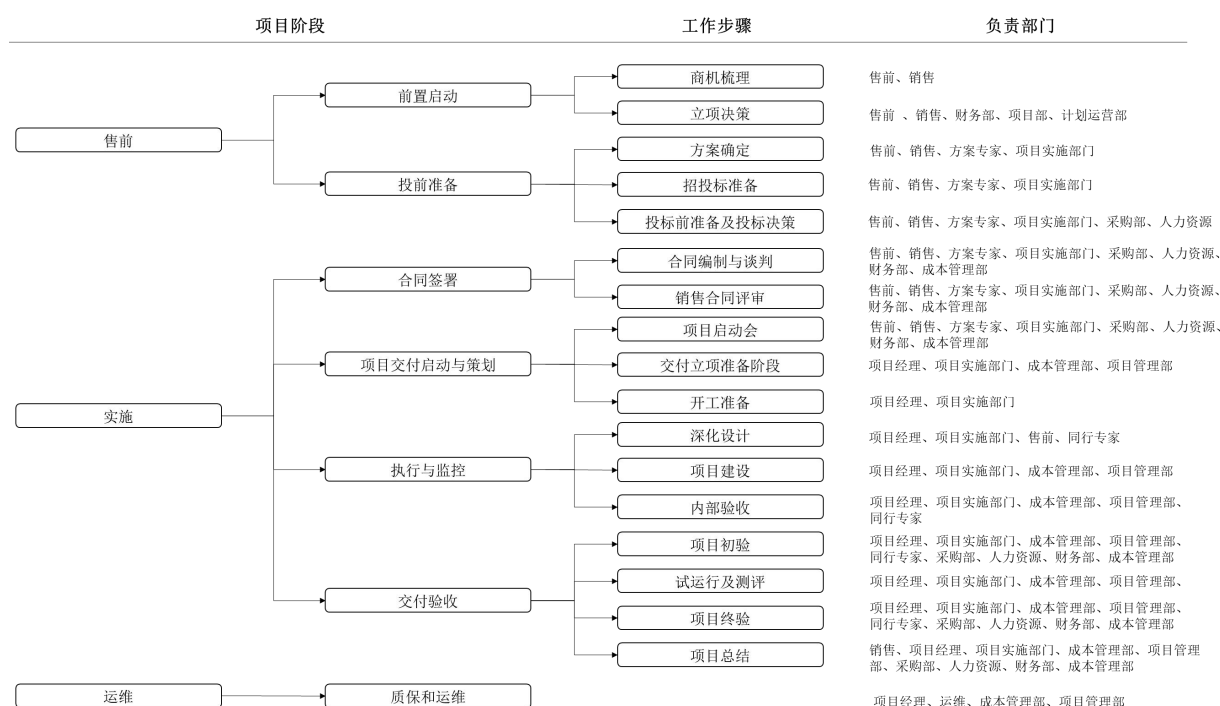 项目阶段 工作步骤 负责部门
售前
前置启动
商机梳理
售前、销售
立项决策
售前 、销售、财务部、项目部、计划运营部
投前准备
方案确定
售前、销售、方案专家、项目实施部门
招投标准备
售前、销售、方案专家、项目实施部门
投标前准备及投标决策
售前、销售、方案专家、项目实施部门、采购部、人力资源
实施
合同签署
合同编制与谈判
售前、销售、方案专家、项目实施部门、采购部、人力资源、
财务部、成本管理部
销售合同评审
售前、销售、方案专家、项目实施部门、采购部、人力资源、
财务部、成本管理部
项目交付启动与策划
项目启动会
售前、销售、方案专家、项目实施部门、采购部、人力资源、
财务部、成本管理部
交付立项准备阶段
项目经理、项目实施部门、成本管理部、项目管理部
开工准备
项目经理、项目实施部门
执行与监控
深化设计
项目经理、项目实施部门、售前、同行专家
项目建设
项目经理、项目实施部门、成本管理部、项目管理部
内部验收
项目经理、项目实施部门、成本管理部、项目管理部、
同行专家
交付验收
项目初验
项目经理、项目实施部门、成本管理部、项目管理部、
同行专家、采购部、人力资源、财务部、成本管理部
试运行及测评
项目经理、项目实施部门、成本管理部、项目管理部、
项目终验
项目经理、项目实施部门、成本管理部、项目管理部、
同行专家、采购部、人力资源、财务部、成本管理部
项目总结
销售、项目经理、项目实施部门、成本管理部、项目管理
部、采购部、人力资源、财务部、成本管理部
运维
质保和运维
项目经理、运维、成本管理部、项目管理部